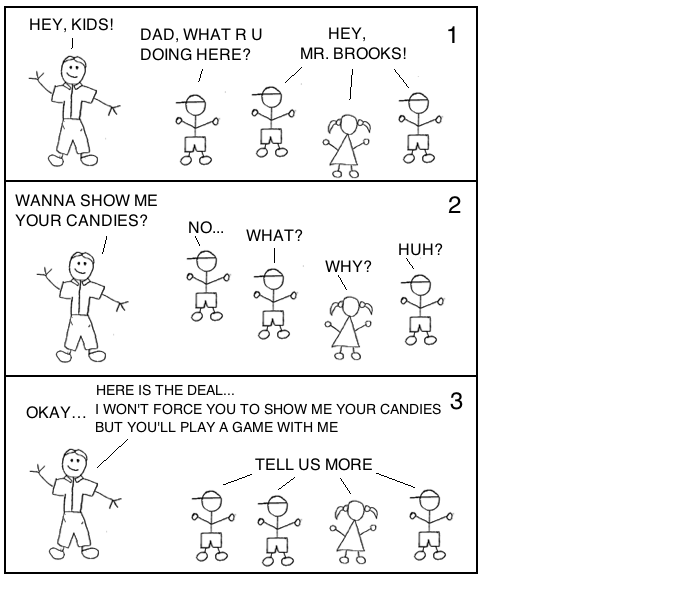 HEY, KIDS!
DAD, WHAT R U
DOING HERE?
HEY,
MR. BROOKS!
1
WANNA SHOW ME
YOUR CANDIES?
NO...
WHAT?
WHY?
HUH?
2
OKAY...
HERE IS THE DEAL...
I WON'T FORCE YOU TO SHOW ME YOUR CANDIES
BUT YOU'LL PLAY A GAME WITH ME
3
TELL US MORE